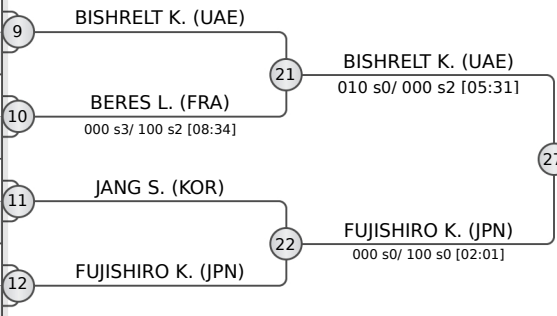 BISHRELT K. (UAE)
9
21
BISHRELT K. (UAE)
010 s0/ 000 s2 [05:31]
BERES L. (FRA)
10
000 s3/ 100 s2 [08:34]
27
JANG S. (KOR)
11
22
FUJISHIRO K. (JPN)
000 s0/ 100 s0 [02:01]
FUJISHIRO K. (JPN)
12